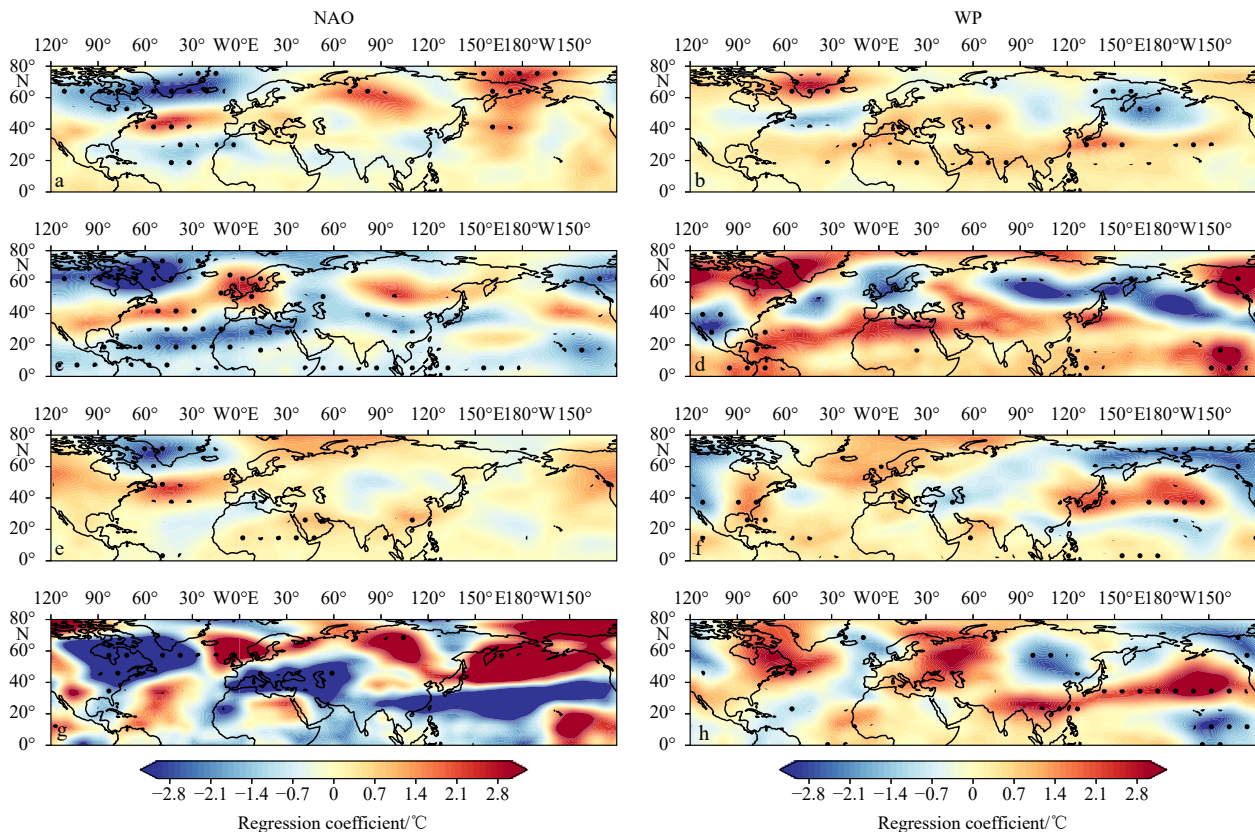 NAO WP
120° 90° 60° 30° W0°E 30° 60° 90° 120° 150°E180°W150° 120° 90° 60° 30° W0°E 30° 60° 90° 120° 150°E180°W150°
80° 80°
N N
60° 60°
40° 40°
20° 20°
0° a 0° b
120° 90° 60° 30° W0°E 30° 60° 90° 120° 150°E180°W150° 120° 90° 60° 30° W0°E 30° 60° 90° 120° 150°E180°W150°
80° 80°
N N
60° 60°
40° 40°
20° 20°
0° c 0° d
120° 90° 60° 30° W0°E 30° 60° 90° 120° 150°E180°W150° 120° 90° 60° 30° W0°E 30° 60° 90° 120° 150°E180°W150°
80° 80°
N N
60° 60°
40° 40°
20° 20°
0° e 0° f
120° 90° 60° 30° W0°E 30° 60° 90° 120° 150°E180°W150° 120° 90° 60° 30° W0°E 30° 60° 90° 120° 150°E180°W150°
80° 80°
N N
60° 60°
40° 40°
20° 20°
0° g 0° h
−2.8 −2.1 −1.4 −0.7 0 0.7 1.4 2.1 2.8 −2.8 −2.1 −1.4 −0.7 0 0.7 1.4 2.1 2.8
Regression coefficient/℃ Regression coefficient/℃